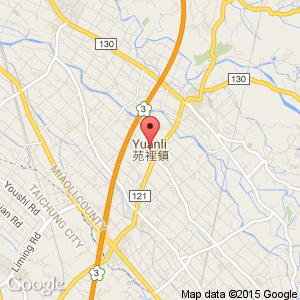 130
130
3
Yuanli
苑裡鎮
MIAOLI COUNTY
TAICHUNG CITY
Youshi Rd
an Rd
Liming Rd
121
3
Google
Map data ©2015 Google